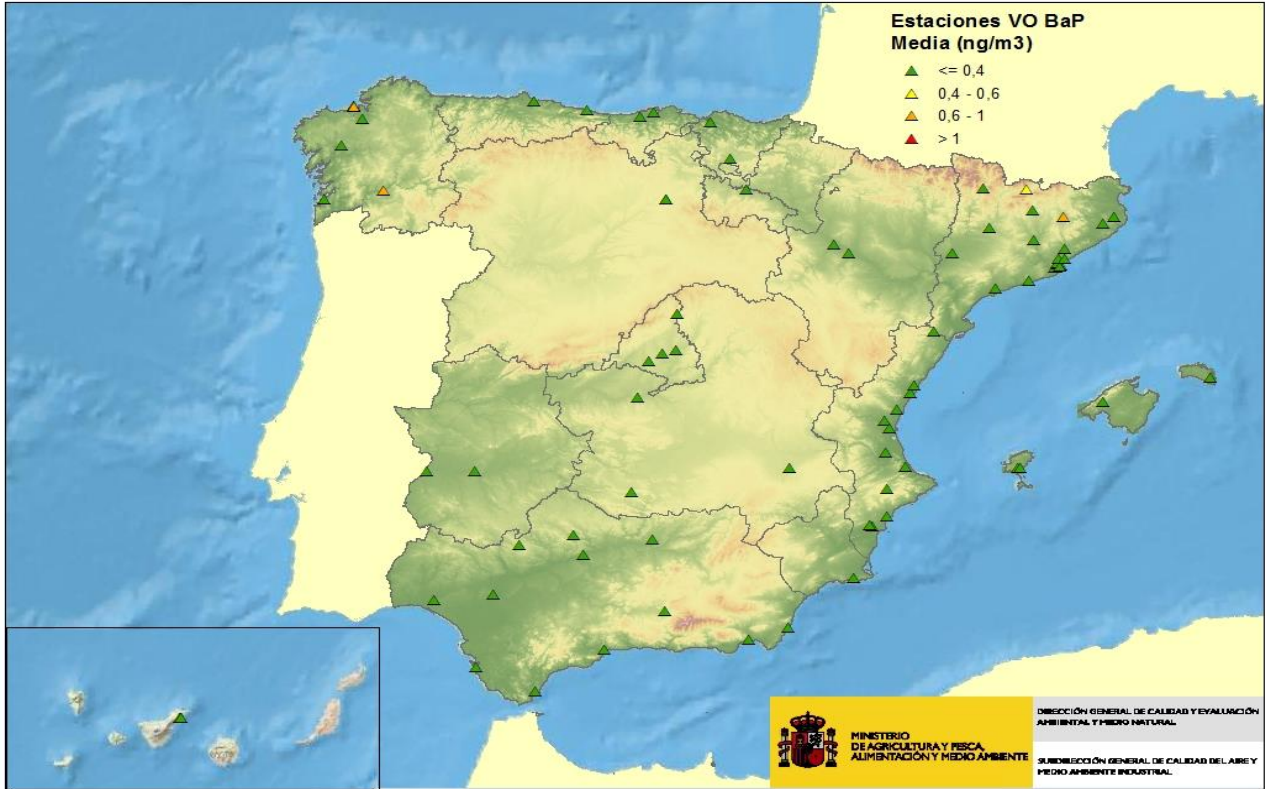 Estaciones VO BaP
Media (ng/m3)
<= 0,4
0,4 - 0,6
0,6 - 1
> 1
MINISTERIO
DE AGRICULTURA Y PESCA,
ALIMENTACIÓN Y MEDIO AMBIENTE
DIRECCIÓN GENERAL DE CALIDAD Y EVALUACIÓN
AMBIENTAL Y MEDIO NATURAL
SUBDIRECCIÓN GENERAL DE CALIDAD DEL AIRE Y
MEDIO AMBIENTE INDUSTRIAL